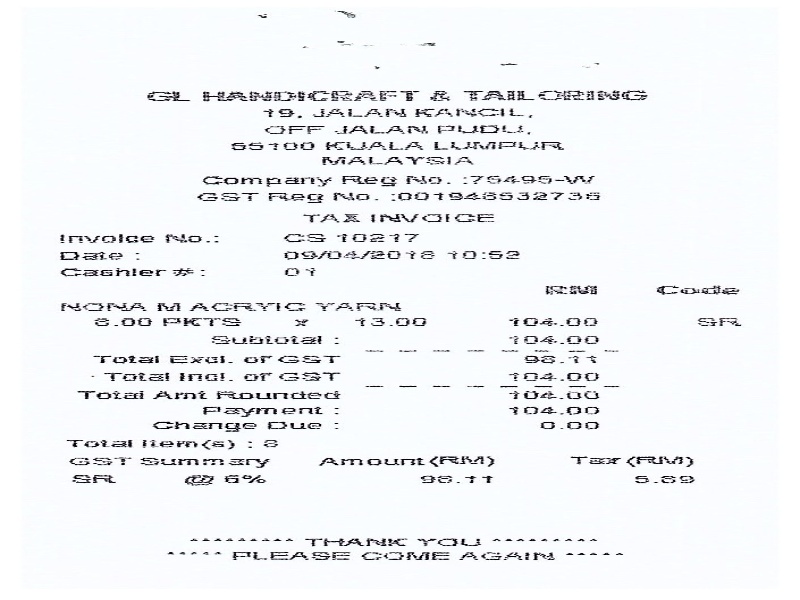 GL HANDICRAFT & TAILORING
19, JALAN KANCIL,
OFF JALAN PUDU,
55100 KUALA LUMPUR
MALAYSIA
Company Reg No. :75495-W
GST Reg No. :001948532736
TAX INVOICE
Invoice No.: CS 10217
Date : 09/04/2018 10:52
Cashier #: 01
RM Code
NONA M ACRYIC YARN
8.00 PKTS x 13.00 104.00 SR
Subtotal : 104.00
Total Excl. of GST 98.11
Total Incl. of GST 104.00
Total Amt Rounded 104.00
Payment : 104.00
Change Due : 0.00
Total Item(s) : 8
GST Summary Amount(RM) Tax(RM)
SR @ 6% 98.11 5.89
********* THANK YOU *********
***** PLEASE COME AGAIN *****